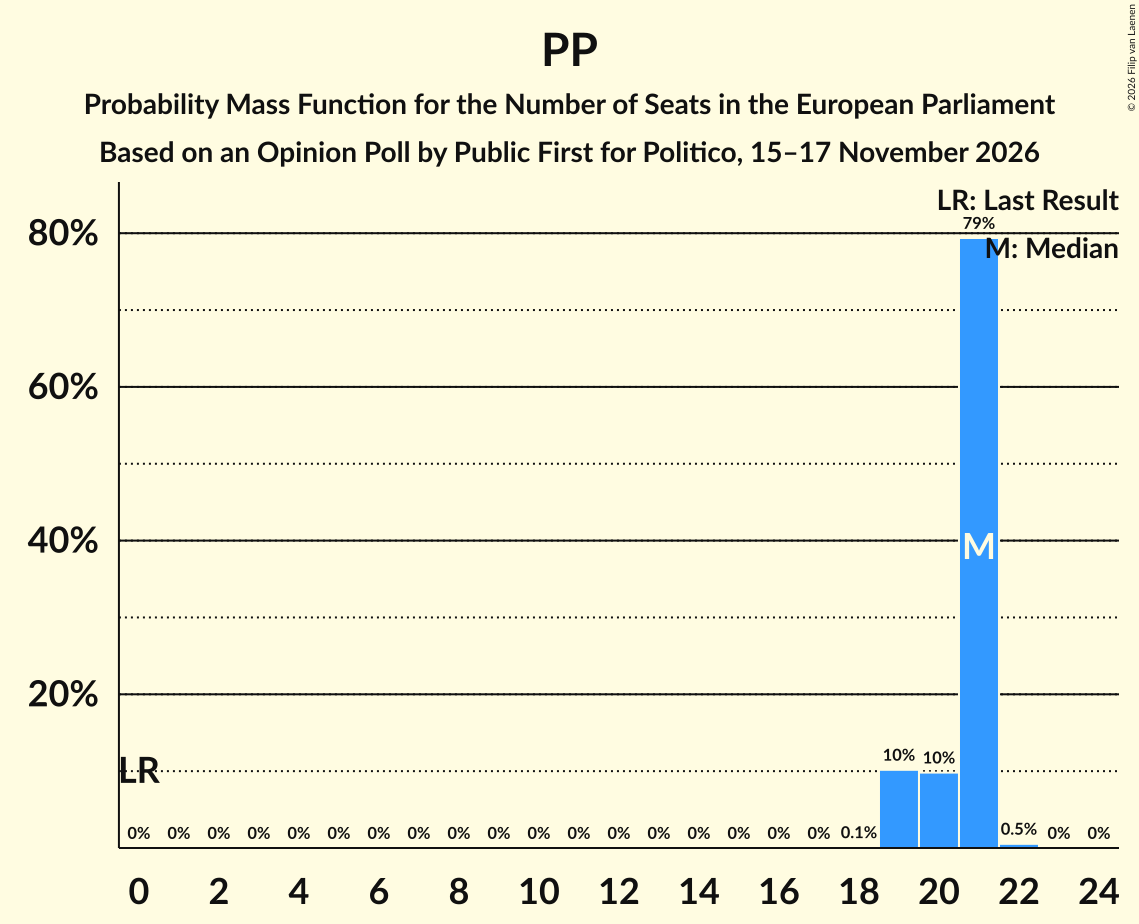 © 2026 Filip van Laenen
PP
Probability Mass Function for the Number of Seats in the European Parliament
Based on an Opinion Poll by Public First for Politico, 15–17 November 2026
LR: Last Result
M: Median
80%
60%
40%
20%
79%
M
LR
0% 0% 0% 0% 0% 0% 0% 0% 0% 0% 0% 0% 0% 0% 0% 0% 0% 0% 0.1% 10% 10% 0.5% 0% 0%
0 2 4 6 8 10 12 14 16 18 20 22 24